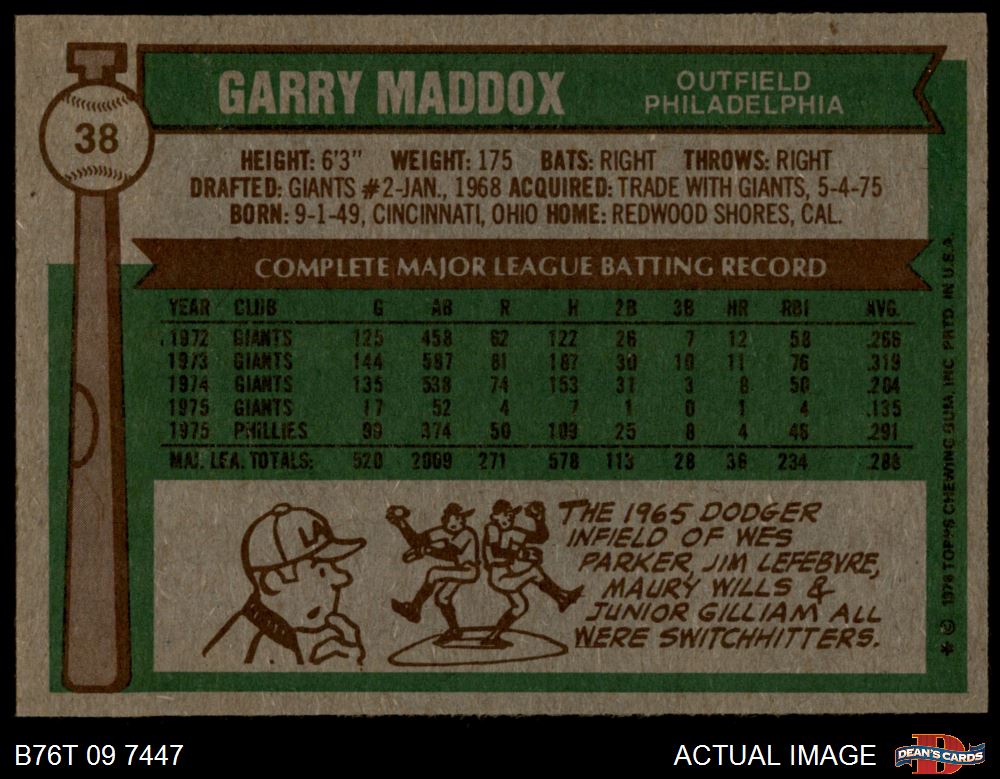 38
GARRY MADDOX
OUTFIELD
PHILADELPHIA
HEIGHT: 6'3" WEIGHT: 175 BATS: RIGHT THROWS: RIGHT
DRAFTED: GIANTS #2-JAN., 1968 ACQUIRED: TRADE WITH GIANTS, 5-4-75
BORN: 9-1-49, CINCINNATI, OHIO HOME: REDWOOD SHORES, CAL.
COMPLETE MAJOR LEAGUE BATTING RECORD
YEAR CLUB G AB R H 2B 3B HR RBI AVG.
1972 GIANTS 125 458 62 122 26 7 12 58 .266
1973 GIANTS 144 587 81 187 30 10 11 76 .319
1974 GIANTS 135 538 74 153 31 3 8 50 .284
1975 GIANTS 17 52 4 7 1 0 1 4 .135
1975 PHILLIES 99 374 50 109 25 8 4 46 .291
MAJ. LEA. TOTALS: 520 2009 271 578 113 28 36 234 .288
LA
THE 1965 DODGER
INFIELD OF WES
PARKER, JIM LEFEBVRE,
MAURY WILLS &
JUNIOR GILLIAM ALL
WERE SWITCHHITTERS.
* © 1976 TOPPS CHEWING GUM, INC. PRTD. IN U.S.A.
B76T 09 7447
ACTUAL IMAGE
DEAN'S CARDS